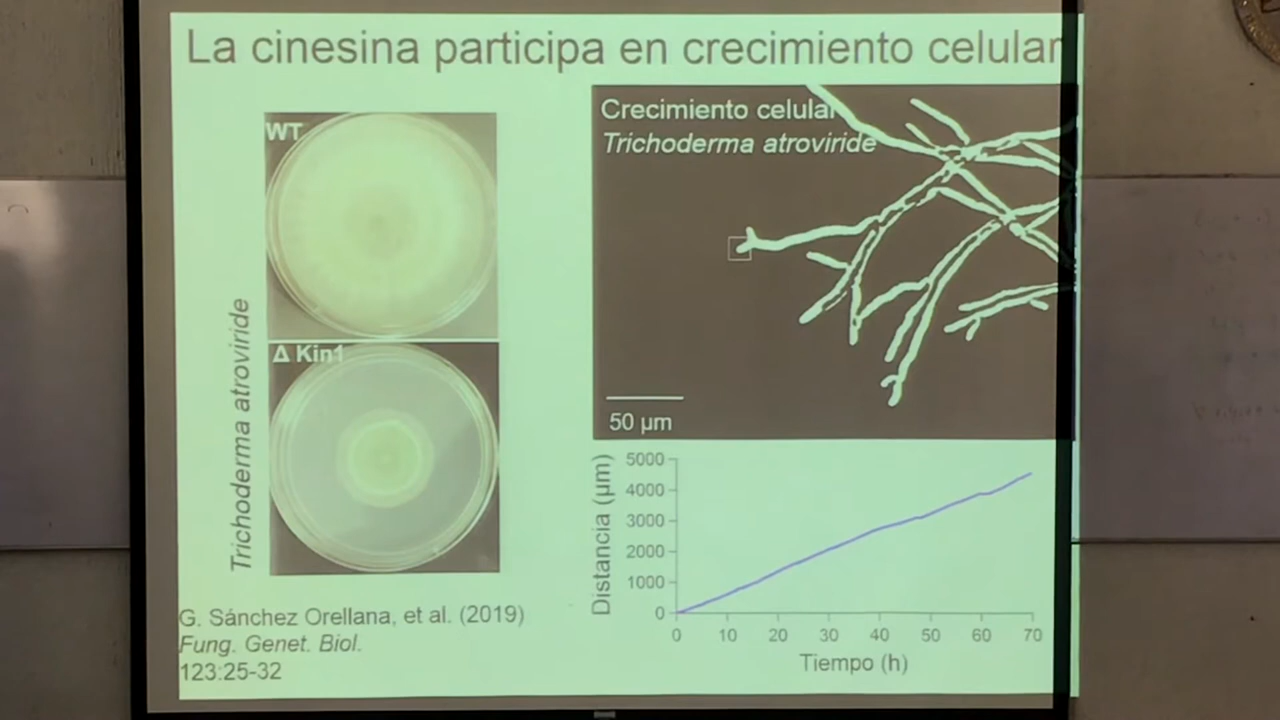 La cinesina participa en crecimiento celular
WT
Δ Kin1
Trichoderma atroviride
G. Sánchez Orellana, et al. (2019)
Fung. Genet. Biol.
123:25-32
Crecimiento celular
Trichoderma atroviride
50 µm
Distancia (µm)
5000
4000
3000
2000
1000
0
0 10 20 30 40 50 60 70
Tiempo (h)